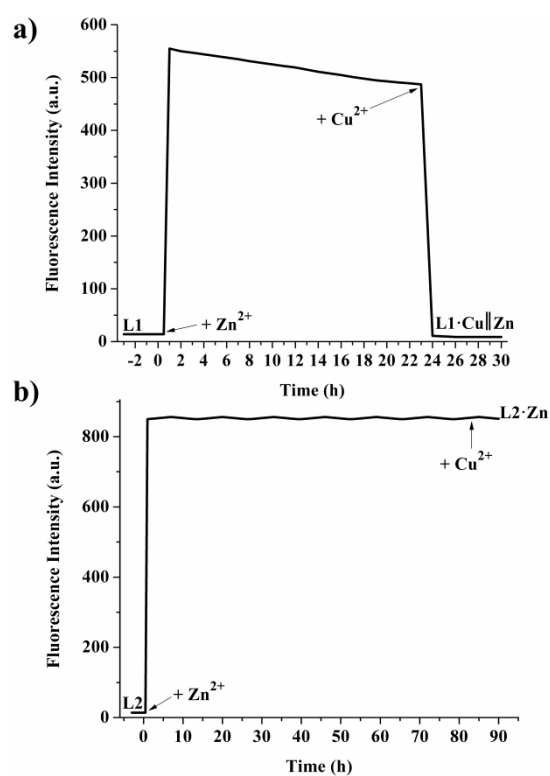 a)
600
500
400
300
200
100
0
Fluorescence Intensity (a.u.)
+ Cu²⁺
L1
+ Zn²⁺
L1·Cu‖Zn
-2 0 2 4 6 8 10 12 14 16 18 20 22 24 26 28 30
Time (h)
b)
800
600
400
200
0
Fluorescence Intensity (a.u.)
L2·Zn
+ Cu²⁺
L2
+ Zn²⁺
0 10 20 30 40 50 60 70 80 90
Time (h)